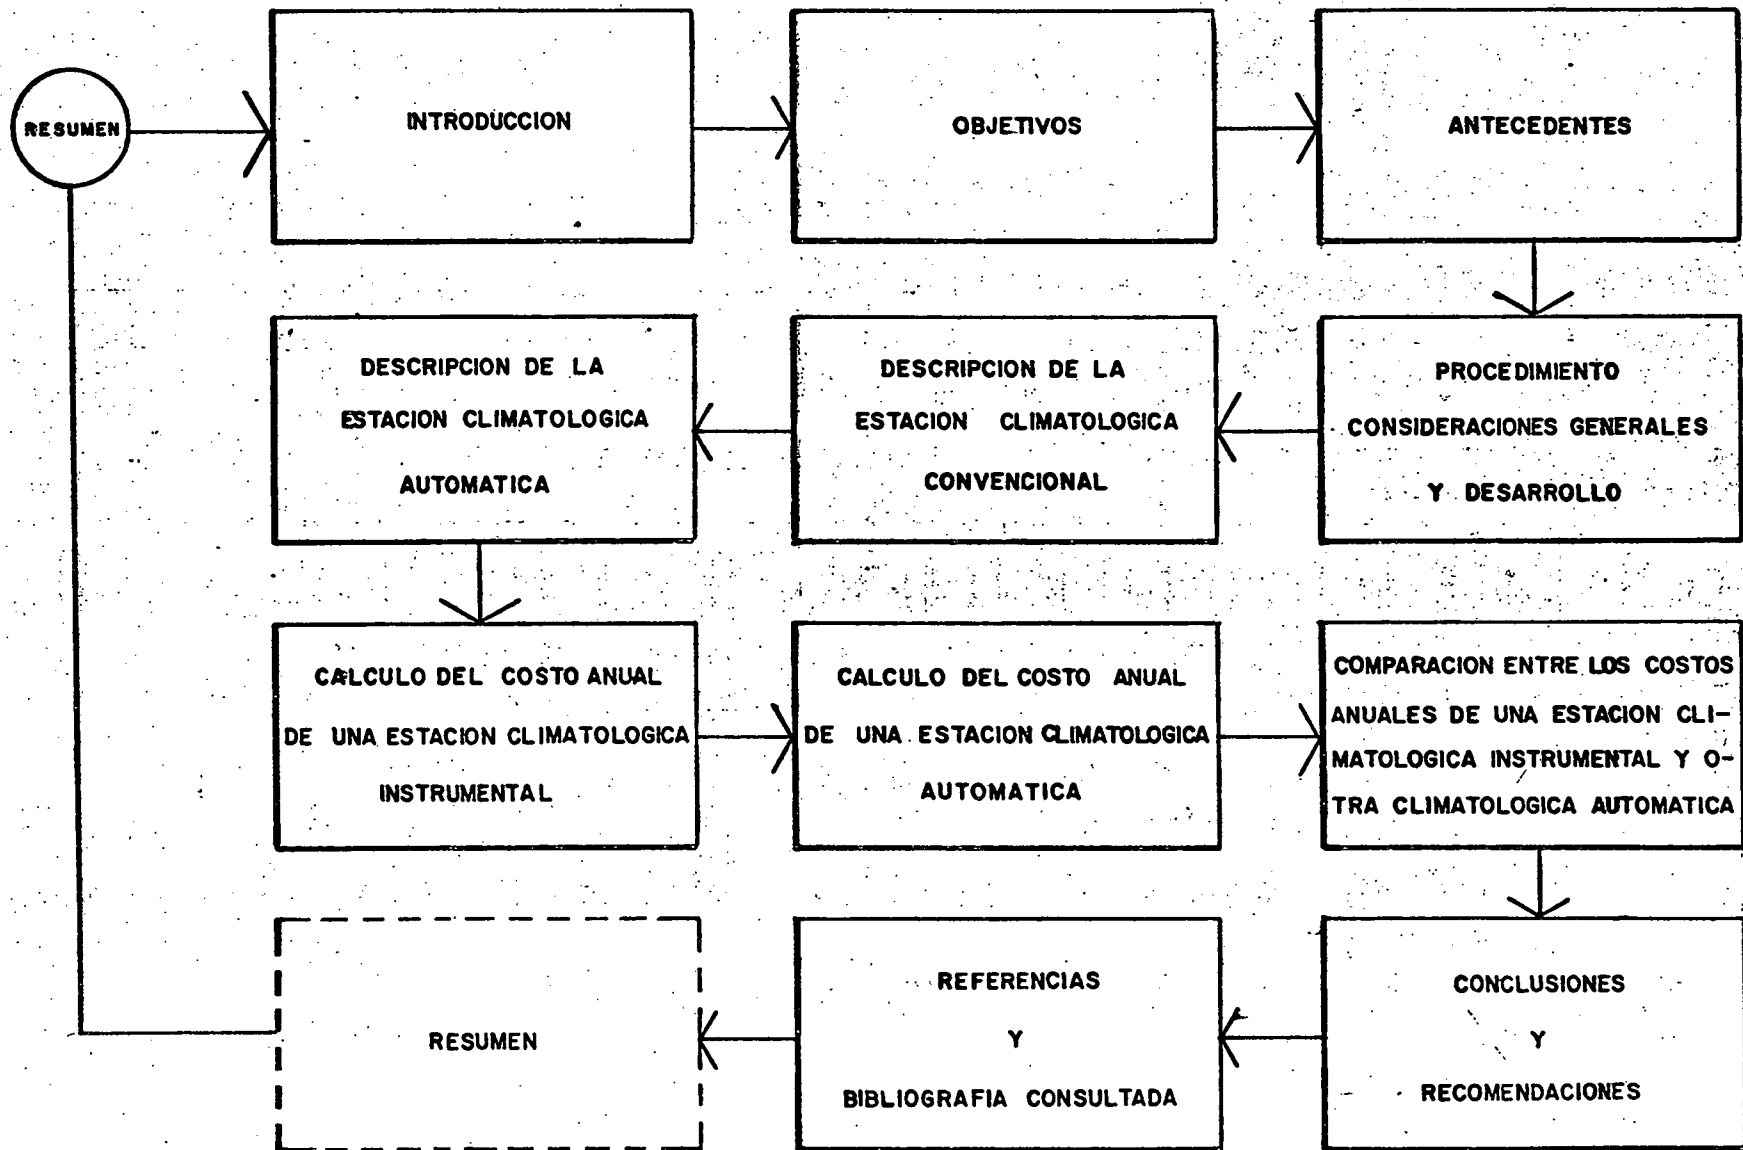 RESUMEN
INTRODUCCION
OBJETIVOS
ANTECEDENTES
PROCEDIMIENTO
CONSIDERACIONES GENERALES
Y DESARROLLO
DESCRIPCION DE LA
ESTACION CLIMATOLOGICA
CONVENCIONAL
DESCRIPCION DE LA
ESTACION CLIMATOLOGICA
AUTOMATICA
CALCULO DEL COSTO ANUAL
DE UNA ESTACION CLIMATOLOGICA
INSTRUMENTAL
CALCULO DEL COSTO ANUAL
DE UNA ESTACION CLIMATOLOGICA
AUTOMATICA
COMPARACION ENTRE LOS COSTOS
ANUALES DE UNA ESTACION CLI-
MATOLOGICA INSTRUMENTAL Y O-
TRA CLIMATOLOGICA AUTOMATICA
CONCLUSIONES
Y
RECOMENDACIONES
REFERENCIAS
Y
BIBLIOGRAFIA CONSULTADA
RESUMEN